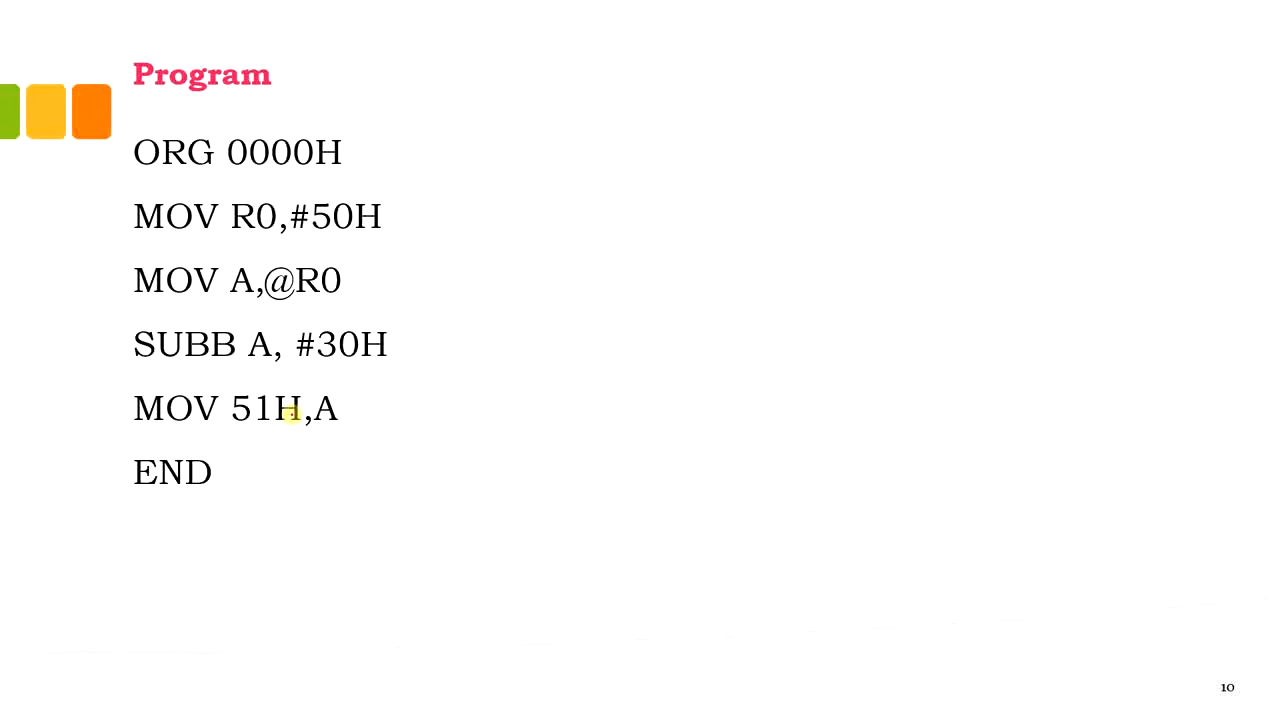 Program
ORG 0000H
MOV R0,#50H
MOV A,@R0
SUBB A, #30H
MOV 51H,A
END
10